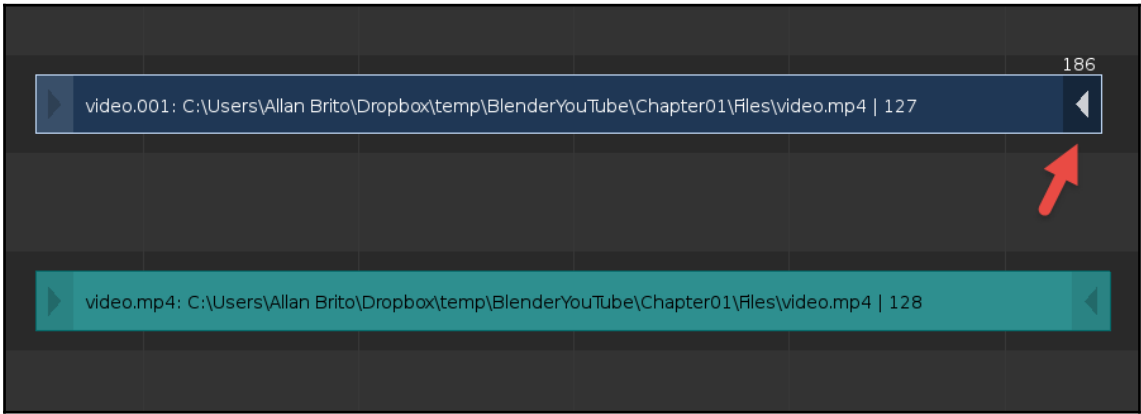 186
video.001: C:\Users\Allan Brito\Dropbox\temp\BlenderYouTube\Chapter01\Files\video.mp4 | 127
video.mp4: C:\Users\Allan Brito\Dropbox\temp\BlenderYouTube\Chapter01\Files\video.mp4 | 128